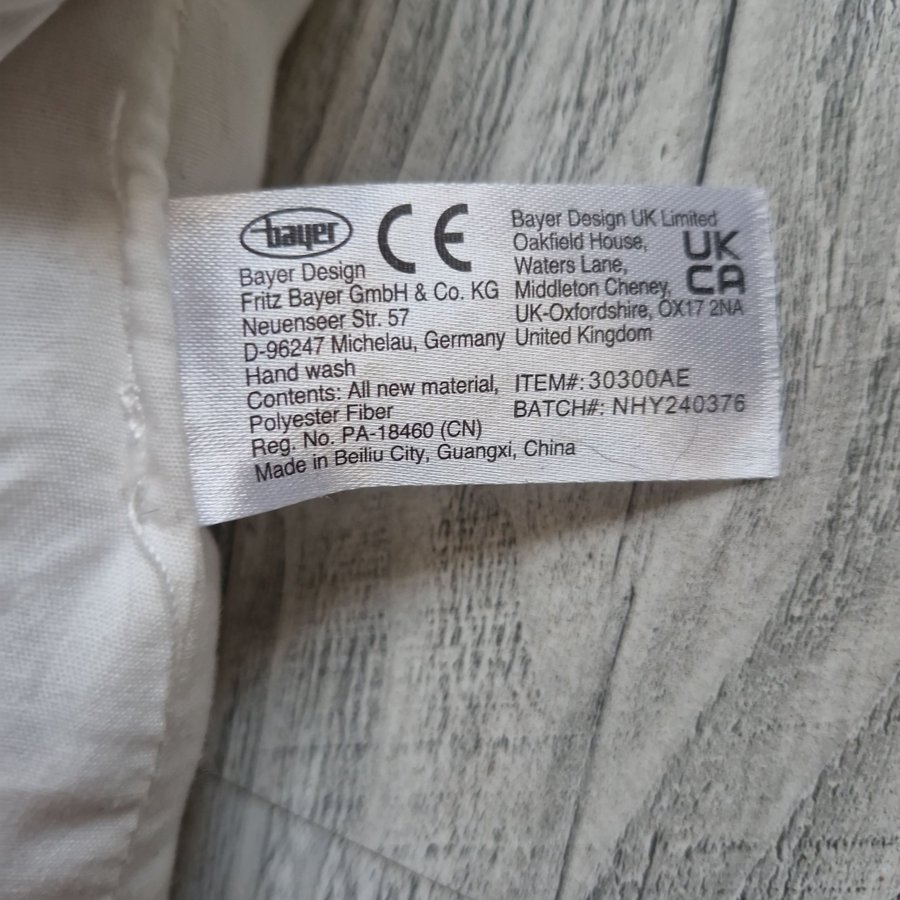 bayer
CE
Bayer Design
Fritz Bayer GmbH & Co. KG
Neuenseer Str. 57
D-96247 Michelau, Germany
Hand wash
Contents: All new material,
Polyester Fiber
Reg. No. PA-18460 (CN)
Made in Beiliu City, Guangxi, China
Bayer Design UK Limited
Oakfield House,
Waters Lane,
Middleton Cheney,
UK-Oxfordshire, OX17 2NA
United Kingdom
UK
CA
ITEM#: 30300AE
BATCH#: NHY240376